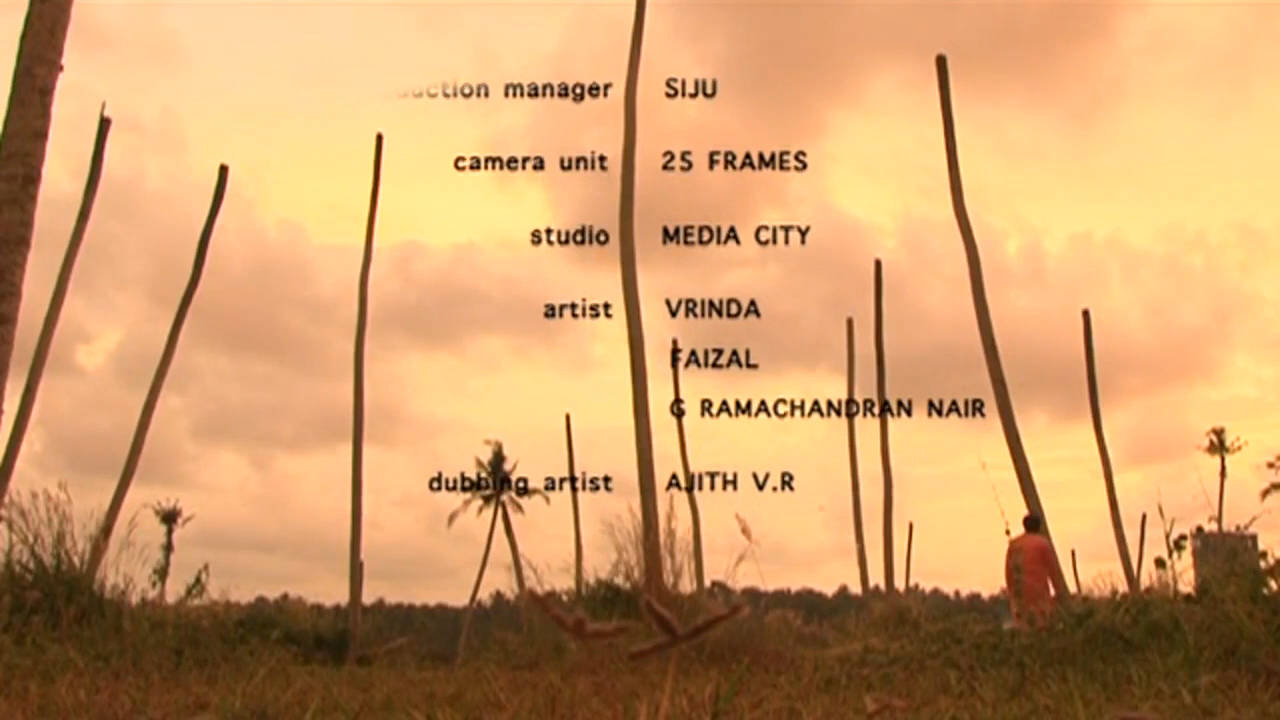 manager SIJU
camera unit 25 FRAMES
studio MEDIA CITY
artist VRINDA
FAIZAL
G RAMACHANDRAN NAIR
dubbing artist AJITH V.R